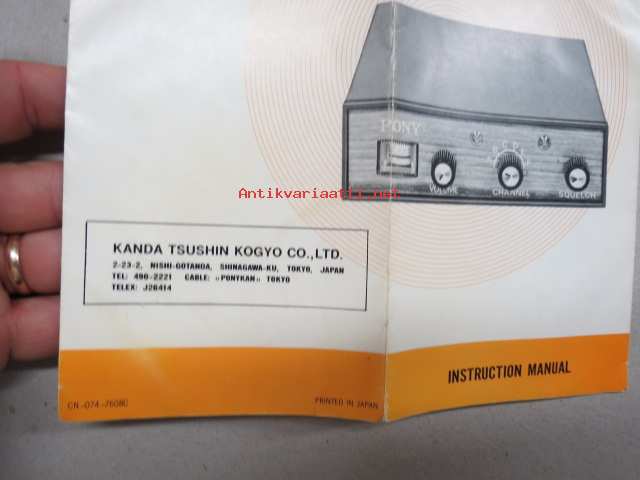 PONY
VOLUME
CHANNEL
SQUELCH
Antikvariaatti.net
KANDA TSUSHIN KOGYO CO.,LTD.
2-23-2, NISHI-GOTANDA, SHINAGAWA-KU, TOKYO, JAPAN
TEL: 490-2221 CABLE: «PONYKAN» TOKYO
TELEX: J26414
INSTRUCTION MANUAL
PRINTED IN JAPAN